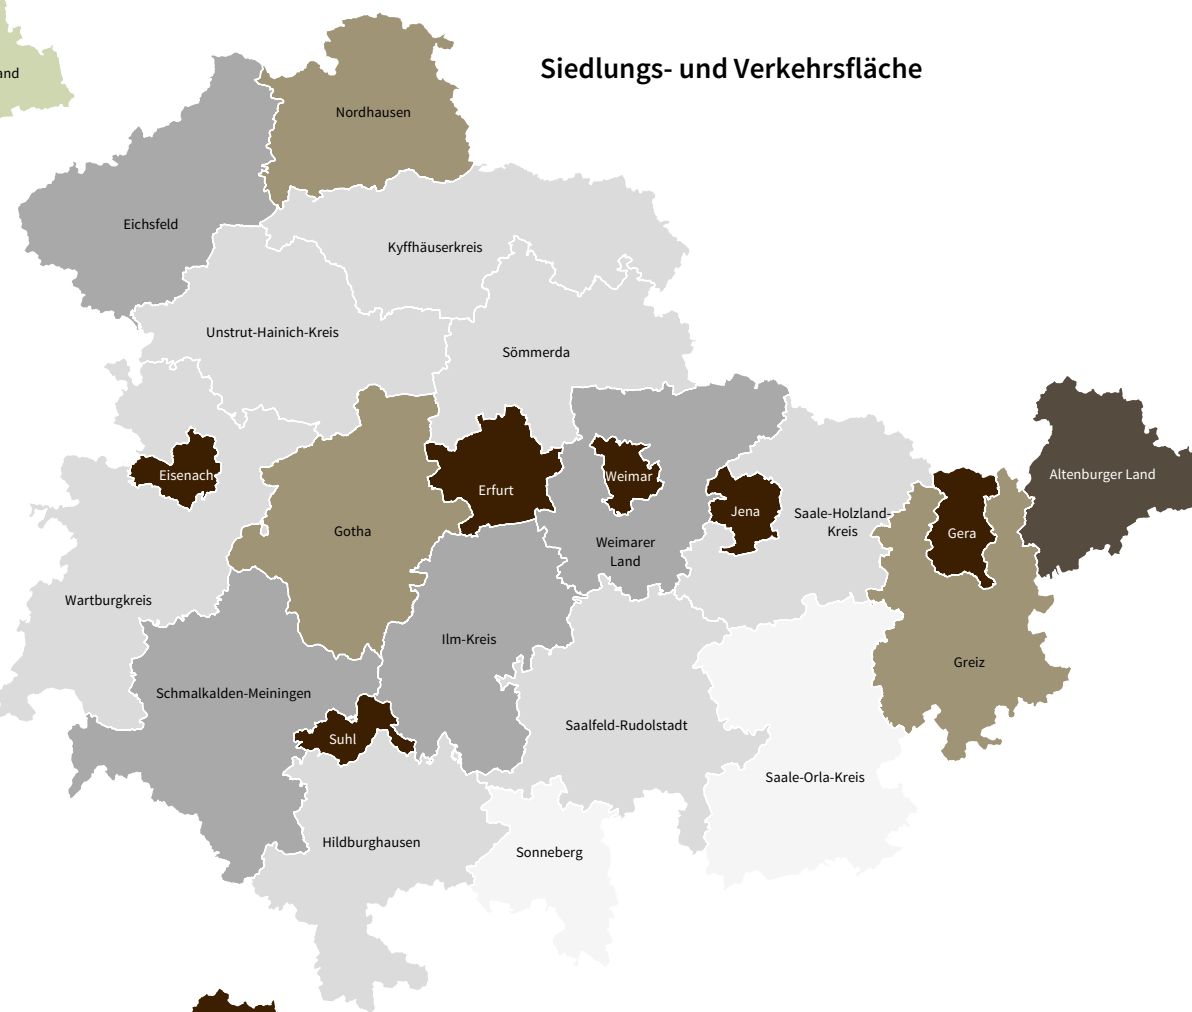 Siedlungs- und Verkehrsfläche
and
Nordhausen
Eichsfeld
Kyffhäuserkreis
Unstrut-Hainich-Kreis
Sömmerda
Eisenach
Erfurt
Weimar
Altenburger Land
Jena
Saale-Holzland-
Kreis
Gotha
Gera
Weimarer
Land
Wartburgkreis
Ilm-Kreis
Greiz
Schmalkalden-Meiningen
Saalfeld-Rudolstadt
Suhl
Saale-Orla-Kreis
Hildburghausen
Sonneberg